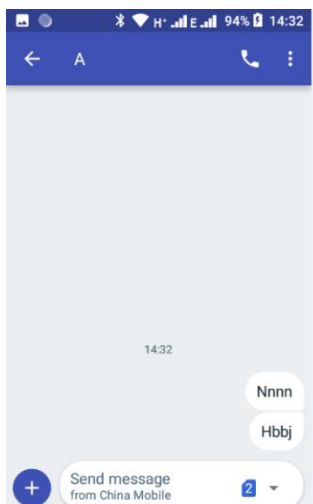 H+ E 94% 14:32
A
14:32
Nnnn
Hbbj
Send message
from China Mobile
2